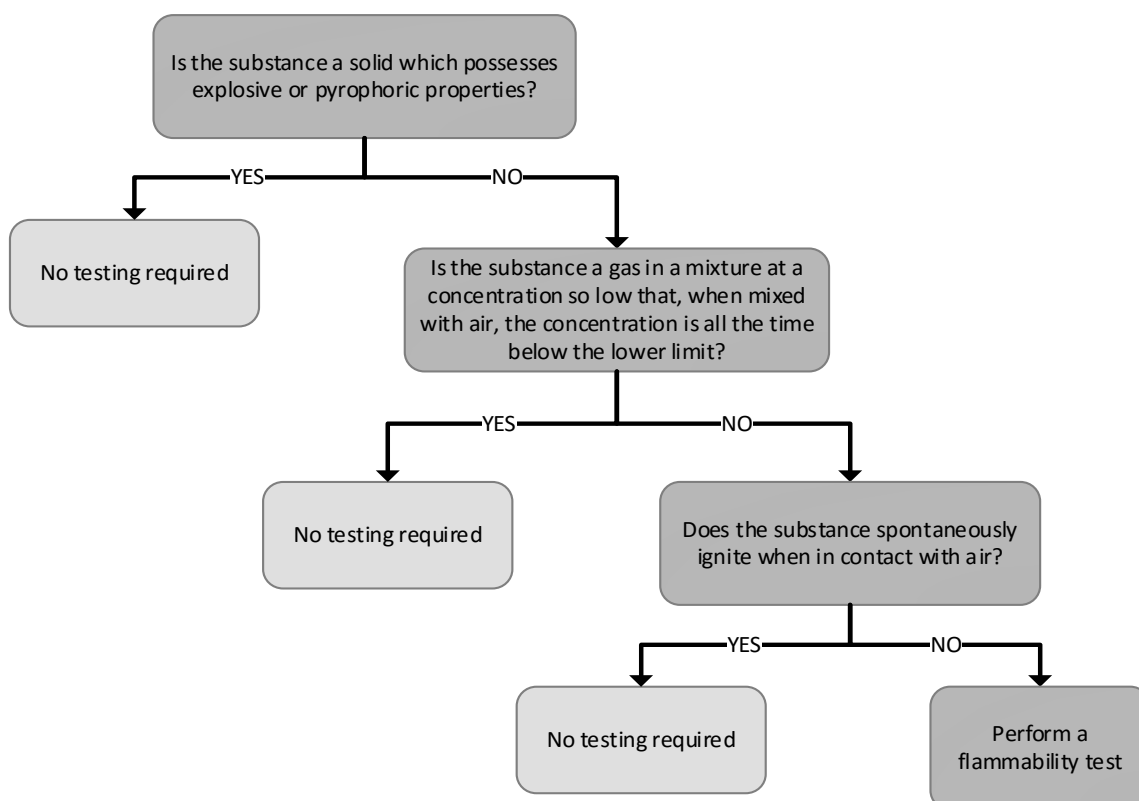 Is the substance a solid which possesses
explosive or pyrophoric properties?
YES
NO
No testing required
Is the substance a gas in a mixture at a
concentration so low that, when mixed
with air, the concentration is all the time
below the lower limit?
YES
NO
No testing required
Does the substance spontaneously
ignite when in contact with air?
YES
NO
No testing required
Perform a
flammability test